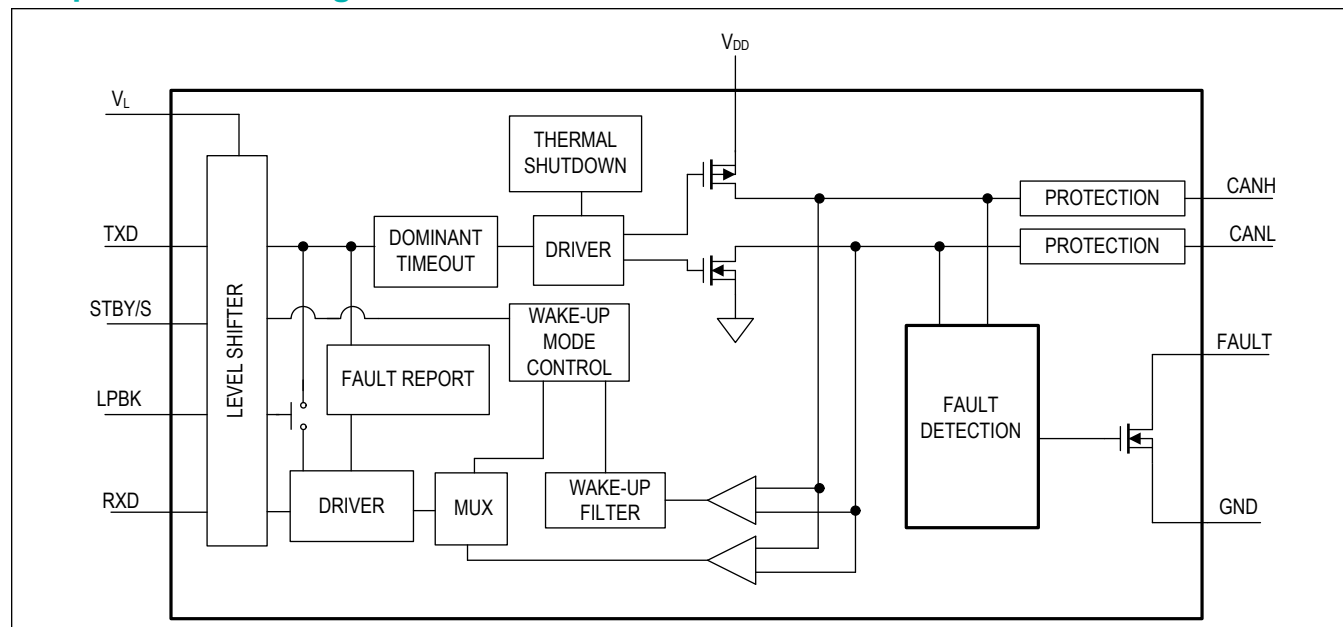 VDD
VL
THERMAL
SHUTDOWN
CANH
PROTECTION
TXD
DOMINANT
TIMEOUT
DRIVER
CANL
PROTECTION
STBY/S
LEVEL SHIFTER
WAKE-UP
MODE
CONTROL
FAULT
FAULT REPORT
LPBK
FAULT
DETECTION
RXD
DRIVER
MUX
WAKE-UP
FILTER
GND